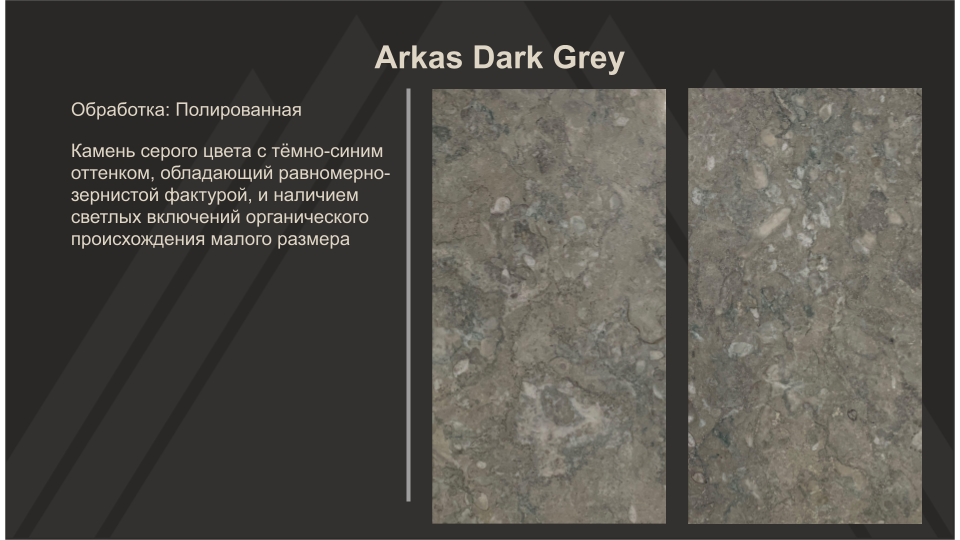 Arkas Dark Grey
Обработка: Полированная
Камень серого цвета с тёмно-синим
оттенком, обладающий равномерно-
зернистой фактурой, и наличием
светлых включений органического
происхождения малого размера